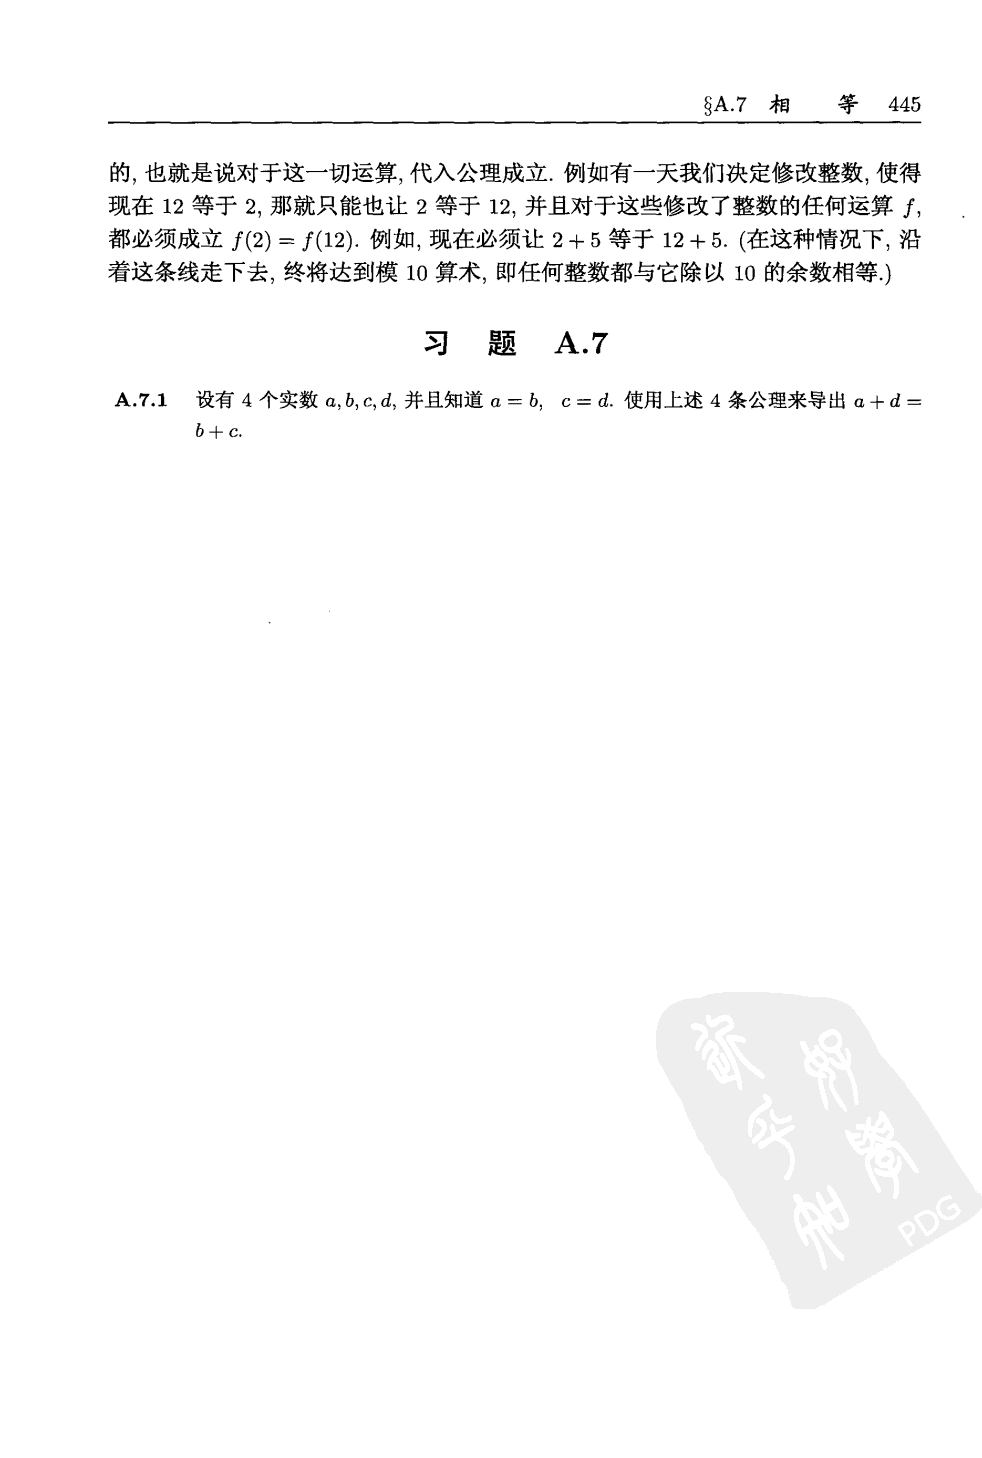 §A.7 相 等 445
的, 也就是说对于这一切运算, 代入公理成立. 例如有一天我们决定修改整数, 使得
现在 12 等于 2, 那就只能也让 2 等于 12, 并且对于这些修改了整数的任何运算 f,
都必须成立 f(2) = f(12). 例如, 现在必须让 2 + 5 等于 12 + 5. (在这种情况下, 沿
着这条线走下去, 终将达到模 10 算术, 即任何整数都与它除以 10 的余数相等.)
习 题 A.7
A.7.1 设有 4 个实数 a, b, c, d, 并且知道 a = b, c = d. 使用上述 4 条公理来导出 a + d =
b + c.
PDG